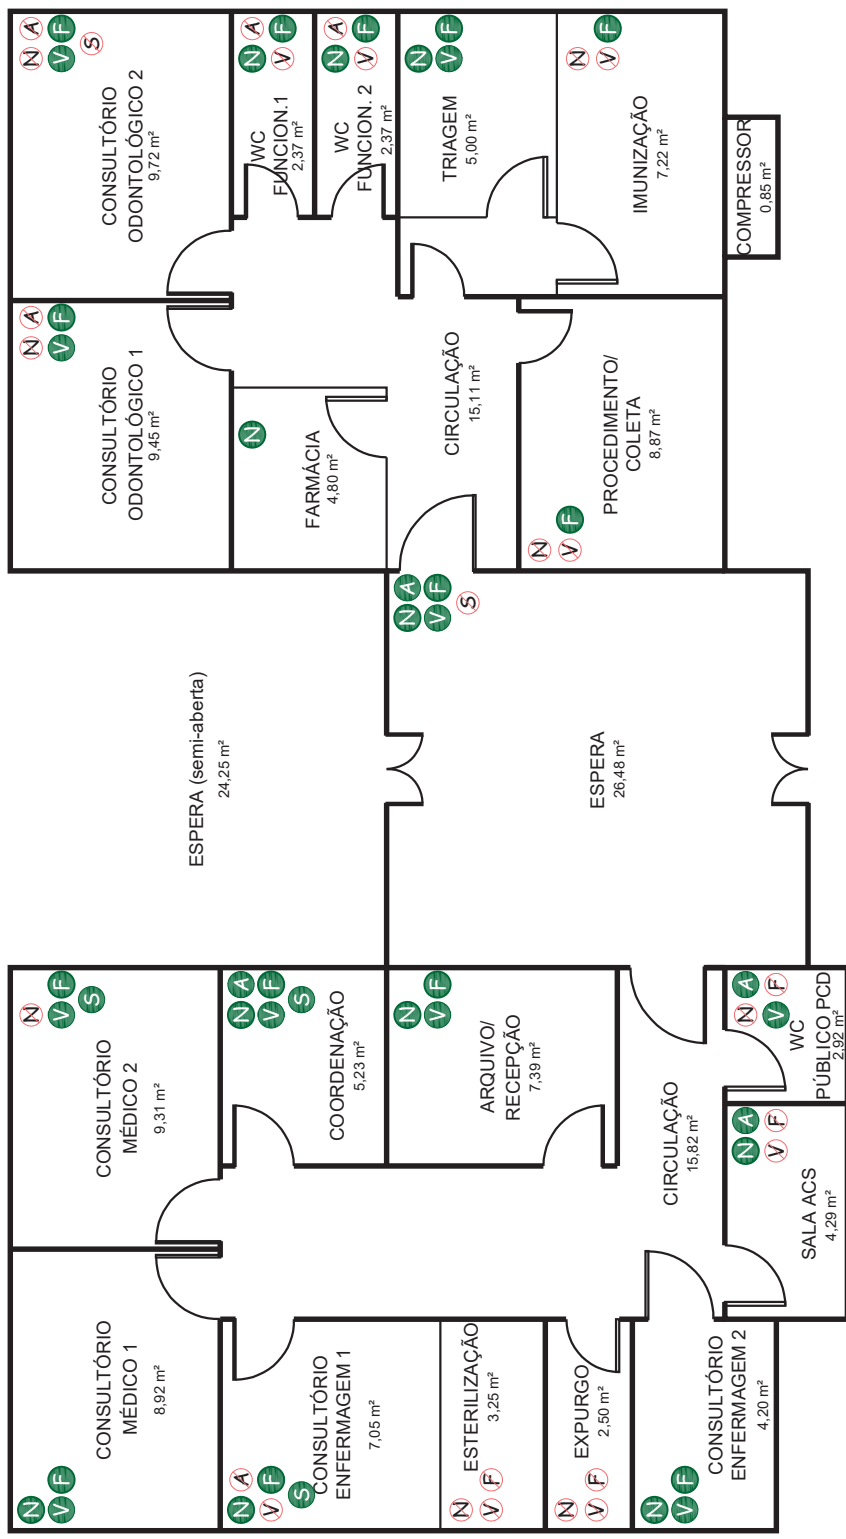 N
V F
CONSULTÓRIO
MÉDICO 1
8,92 m²
N
V F
S
CONSULTÓRIO
MÉDICO 2
9,31 m²
ESPERA (semi-aberta)
24,25 m²
N A
V F
CONSULTÓRIO
ODONTOLÓGICO 1
9,45 m²
N A
V F
S
CONSULTÓRIO
ODONTOLÓGICO 2
9,72 m²
N A
V F
S
CONSULTÓRIO
ENFERMAGEM 1
7,05 m²
N A
V F
S
COORDENAÇÃO
5,23 m²
N
FARMÁCIA
4,80 m²
N A
V F
WC
FUNCION.1
2,37 m²
N A
V F
WC
FUNCION. 2
2,37 m²
N
V F
ESTERILIZAÇÃO
3,25 m²
N
V F
ARQUIVO/
RECEPÇÃO
7,39 m²
N A
V F
S
ESPERA
26,48 m²
CIRCULAÇÃO
15,11 m²
N
V F
TRIAGEM
5,00 m²
N
V F
EXPURGO
2,50 m²
N
V F
PROCEDIMENTO/
COLETA
8,87 m²
N
V F
IMUNIZAÇÃO
7,22 m²
N
V F
CONSULTÓRIO
ENFERMAGEM 2
4,20 m²
CIRCULAÇÃO
15,82 m²
N A
V F
SALA ACS
4,29 m²
N A
V F
WC
PÚBLICO PCD
2,92 m²
COMPRESSOR
0,85 m²